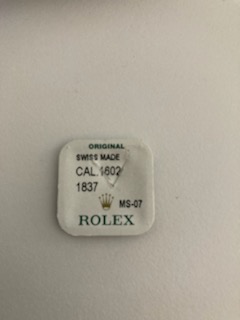 ORIGINAL
SWISS MADE
CAL.1602
1837
MS-07
ROLEX